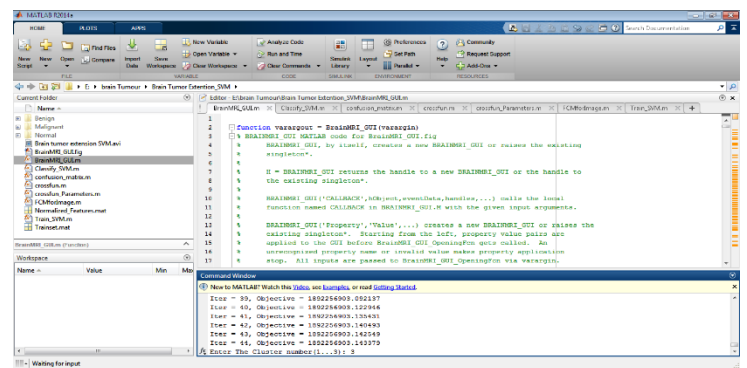 MATLAB R2014a
HOME PLOTS APPS Search Documentation
New Script New Open Find Files Compare Import Data Save Workspace New Variable Open Variable Clear Workspace Analyze Code Run and Time Clear Commands Simulink Library Layout Preferences Set Path Parallel Help Community Request Support Add-Ons
FILE VARIABLE CODE SIMULINK ENVIRONMENT RESOURCES
E: brain Tumour Brain Tumor Extention_SVM
Current Folder
Name
Benign
Malignent
Normal
Brain tumor extension SVM.avi
BrainMRI_GUI.fig
BrainMRI_GUI.m
Classify_SVM.m
confusion_matrix.m
crossfun.m
crossfun_Parameters.m
FCMfodImage.m
Normalized_Features.mat
Train_SVM.m
Trainset.mat
BrainMRI_GUI.m (Function)
Workspace
Name Value Min Max
Editor - E:\brain Tumour\Brain Tumor Extention_SVM\BrainMRI_GUI.m
BrainMRI_GUI.m Classify_SVM.m confusion_matrix.m crossfun.m crossfun_Parameters.m FCMfodImage.m Train_SVM.m +
1
2 function varargout = BrainMRI_GUI(varargin)
3 % BRAINMRI_GUI MATLAB code for BrainMRI_GUI.fig
4 % BRAINMRI_GUI, by itself, creates a new BRAINMRI_GUI or raises the existing
5 % singleton*.
6 %
7 % H = BRAINMRI_GUI returns the handle to a new BRAINMRI_GUI or the handle to
8 % the existing singleton*.
9 %
10 % BRAINMRI_GUI('CALLBACK',hObject,eventData,handles,...) calls the local
11 % function named CALLBACK in BRAINMRI_GUI.M with the given input arguments.
12 %
13 % BRAINMRI_GUI('Property','Value',...) creates a new BRAINMRI_GUI or raises the
14 % existing singleton*. Starting from the left, property value pairs are
15 % applied to the GUI before BrainMRI_GUI_OpeningFcn gets called. An
16 % unrecognized property name or invalid value makes property application
17 % stop. All inputs are passed to BrainMRI_GUI_OpeningFcn via varargin.
Command Window
New to MATLAB? Watch this Video, see Examples, or read Getting Started.
Iter = 39, Objective = 1892256903.092137
Iter = 40, Objective = 1892256903.122946
Iter = 41, Objective = 1892256903.135431
Iter = 42, Objective = 1892256903.140493
Iter = 43, Objective = 1892256903.142549
Iter = 44, Objective = 1892256903.143379
fx Enter The Cluster number(1...3): 3
Waiting for input